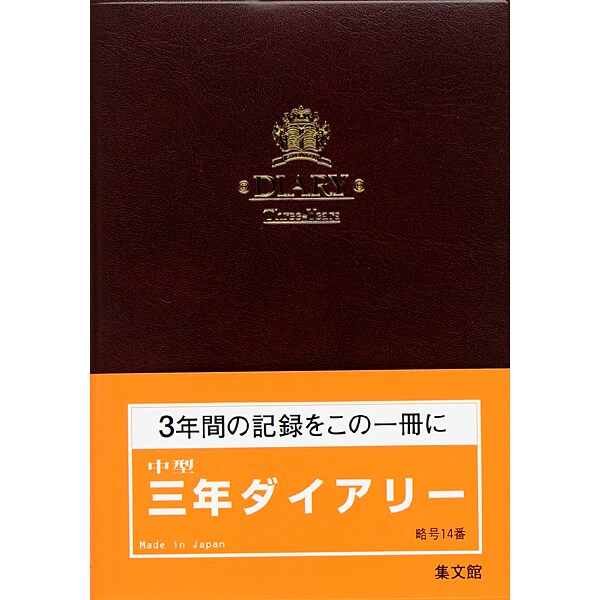 DIARY
Three-Years
3年間の記録をこの一冊に
中型
三年ダイアリー
Made in Japan
略号14番
集文館